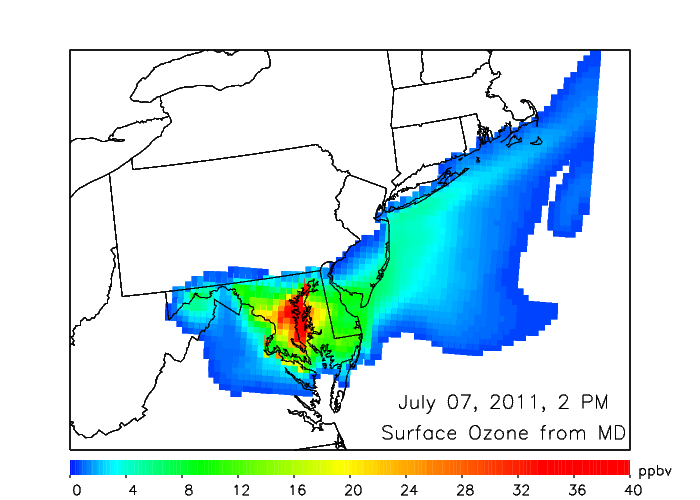 July 07, 2011, 2 PM
Surface Ozone from MD
ppbv
0 4 8 12 16 20 24 28 32 36 40